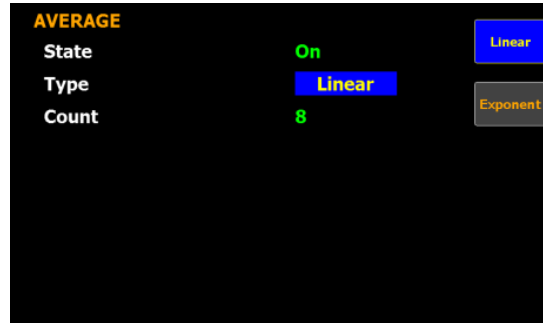 AVERAGE
State On
Type Linear
Count 8
Linear
Exponent